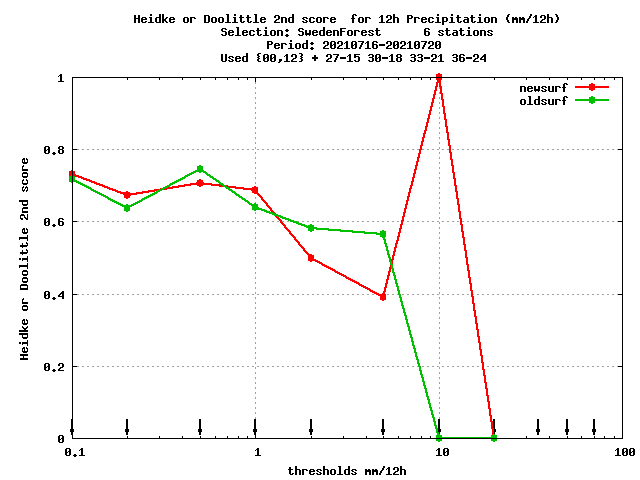 Heidke or Doolittle 2nd score  for 12h Precipitation (mm/12h)
Selection: SwedenForest      6 stations
Period: 20210716-20210720
Used {00,12} + 27-15 30-18 33-21 36-24
newsurf
oldsurf
1
0.8
0.6
0.4
0.2
0
Heidke or Doolittle 2nd score
0.1 1 10 100
thresholds mm/12h